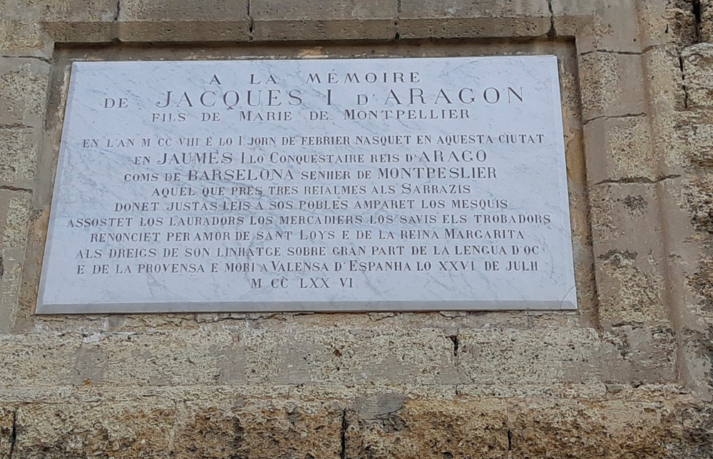 A LA MÉMOIRE
DE JACQUES I D'ARAGON
FILS DE MARIE DE MONTPELLIER
EN L'AN M CC VIII E LO I JORN DE FEBRIER NASQUET EN AQUESTA CIUTAT
EN JAUMES I LO CONQUESTAIRE REIS D'ARAGO
COMS DE BARSELONA SENHER DE MONTPESLIER
AQUEL QUE PRES TRES REIALMES ALS SARRAZIS
DONET JUSTAS LEIS A SOS POBLES AMPARET LOS MESQUIS
ASSOSTET LOS LAURADORS LOS MERCADIERS LOS SAVIS ELS TROBADORS
RENONCIET PER AMOR DE SANT LOYS E DE LA REINA MARGARITA
ALS DREIGS DE SON LINHATGE SOBRE GRAN PART DE LA LENGUA D'OC
E DE LA PROVENSA E MORI A VALENSA D'ESPANHA LO XXVI DE JULH
M CC LXX VI